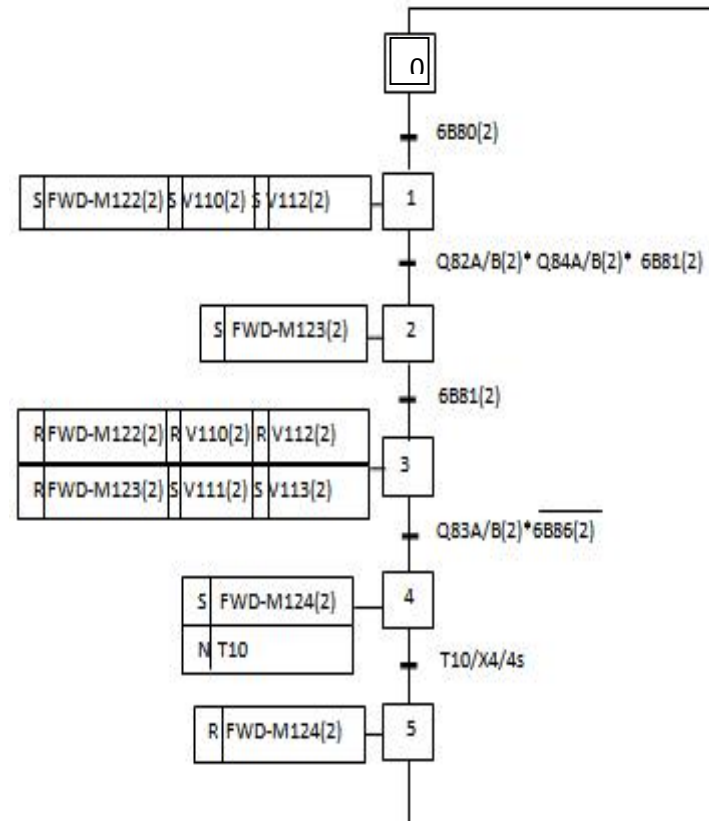 0
6B80(2)
S FWD-M122(2) S V110(2) S V112(2) 1
Q82A/B(2)* Q84A/B(2)* 6B81(2)
S FWD-M123(2) 2
6B81(2)
R FWD-M122(2) R V110(2) R V112(2)
3
R FWD-M123(2) S V111(2) S V113(2)
Q83A/B(2)*6B86(2)
S FWD-M124(2) 4
N T10
T10/X4/4s
R FWD-M124(2) 5